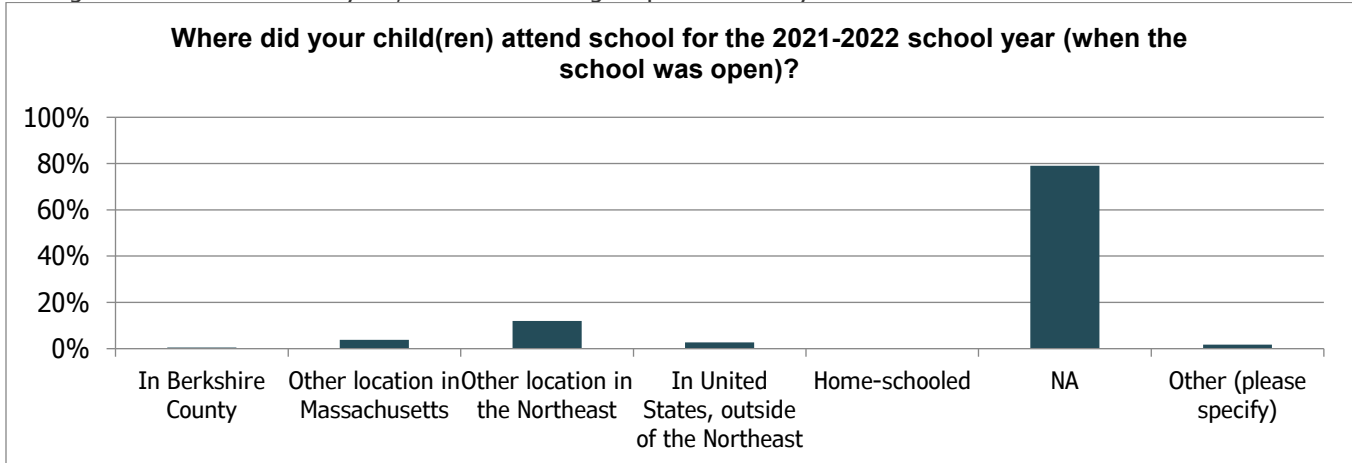 Where did your child(ren) attend school for the 2021-2022 school year (when the
school was open)?
100%
80%
60%
40%
20%
0%
In Berkshire
County
Other location in
Massachusetts
Other location in
the Northeast
In United
States, outside
of the Northeast
Home-schooled
NA
Other (please
specify)